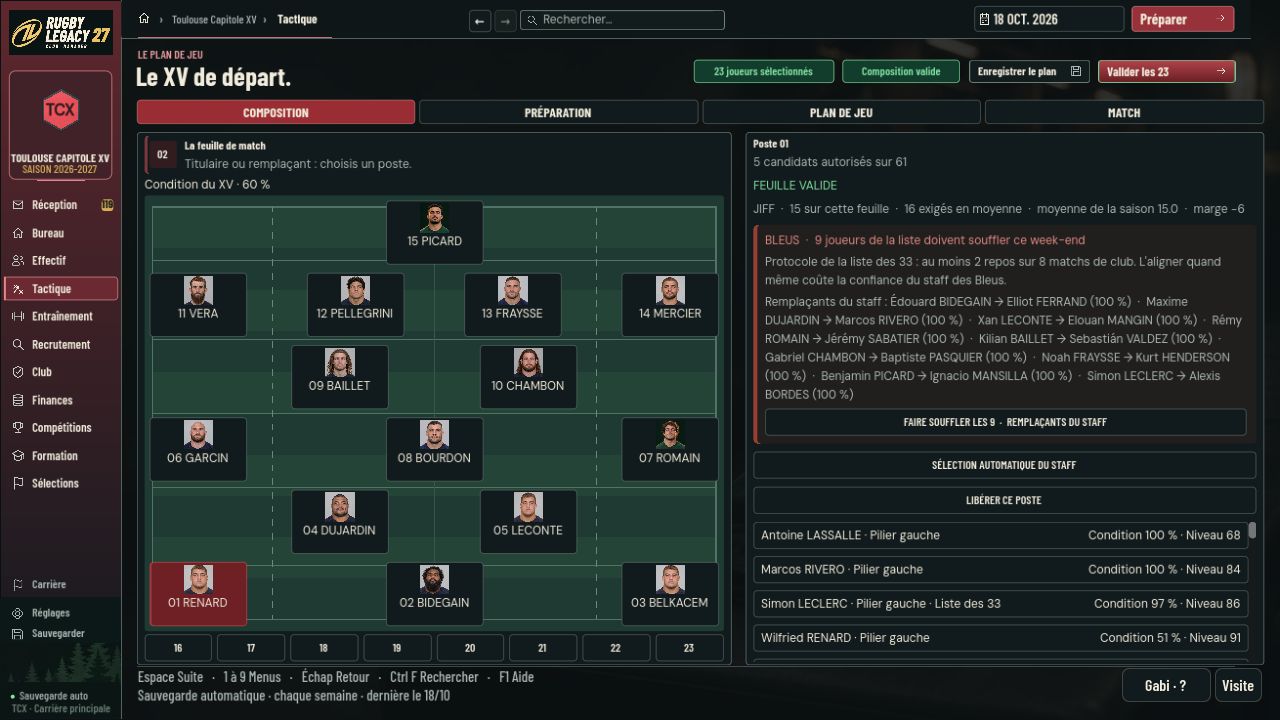 RUGBY
LEGACY 27
CLUB MANAGER
Toulouse Capitole XV
Tactique
Rechercher...
18 OCT. 2026
Préparer
TCX
TOULOUSE CAPITOLE XV
SAISON 2026-2027
Réception
Bureau
Effectif
Tactique
Entraînement
Recrutement
Club
Finances
Compétitions
Formation
Sélections
Carrière
Réglages
Sauvegarder
Sauvegarde auto
TCX · Carrière principale
LE PLAN DE JEU
Le XV de départ.
23 joueurs sélectionnés
Composition valide
Enregistrer le plan
Valider les 23
COMPOSITION
PRÉPARATION
PLAN DE JEU
MATCH
02
La feuille de match
Titulaire ou remplaçant : choisis un poste.
Condition du XV · 60 %
15 PICARD
11 VERA
12 PELLEGRINI
13 FRAYSSE
14 MERCIER
09 BAILLET
10 CHAMBON
06 GARCIN
08 BOURDON
07 ROMAIN
04 DUJARDIN
05 LECONTE
01 RENARD
02 BIDEGAIN
03 BELKACEM
16
17
18
19
20
21
22
23
Poste 01
5 candidats autorisés sur 61
FEUILLE VALIDE
JIFF · 15 sur cette feuille · 16 exigés en moyenne · moyenne de la saison 15.0 · marge -6
BLEUS · 9 joueurs de la liste doivent souffler ce week-end
Protocole de la liste des 33 : au moins 2 repos sur 8 matchs de club. L'aligner quand
même coûte la confiance du staff des Bleus.
Remplaçants du staff : Édouard BIDEGAIN → Elliot FERRAND (100 %) · Maxime
DUJARDIN → Marcos RIVERO (100 %) · Xan LECONTE → Elouan MANGIN (100 %) · Rémy
ROMAIN → Jérémy SABATIER (100 %) · Kilian BAILLET → Sebastián VALDEZ (100 %) ·
Gabriel CHAMBON → Baptiste PASQUIER (100 %) · Noah FRAYSSE → Kurt HENDERSON
(100 %) · Benjamin PICARD → Ignacio MANSILLA (100 %) · Simon LECLERC → Alexis
BORDES (100 %)
FAIRE SOUFFLER LES 9 · REMPLAÇANTS DU STAFF
SÉLECTION AUTOMATIQUE DU STAFF
LIBÉRER CE POSTE
Antoine LASSALLE · Pilier gauche Condition 100 % · Niveau 68
Marcos RIVERO · Pilier gauche Condition 100 % · Niveau 84
Simon LECLERC · Pilier gauche · Liste des 33 Condition 97 % · Niveau 86
Wilfried RENARD · Pilier gauche Condition 51 % · Niveau 91
Espace Suite · 1 à 9 Menus · Échap Retour · Ctrl F Rechercher · F1 Aide
Sauvegarde automatique · chaque semaine · dernière le 18/10
Gabi · ?
Visite